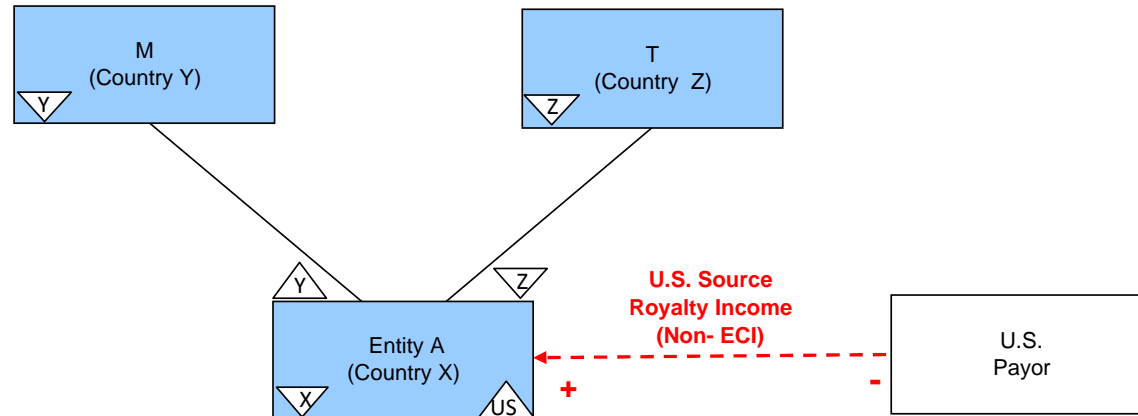 M
(Country Y)
Y
T
(Country Z)
Z
Y
Z
U.S. Source
Royalty Income
(Non- ECI)
Entity A
(Country X)
X
US
+
-
U.S.
Payor